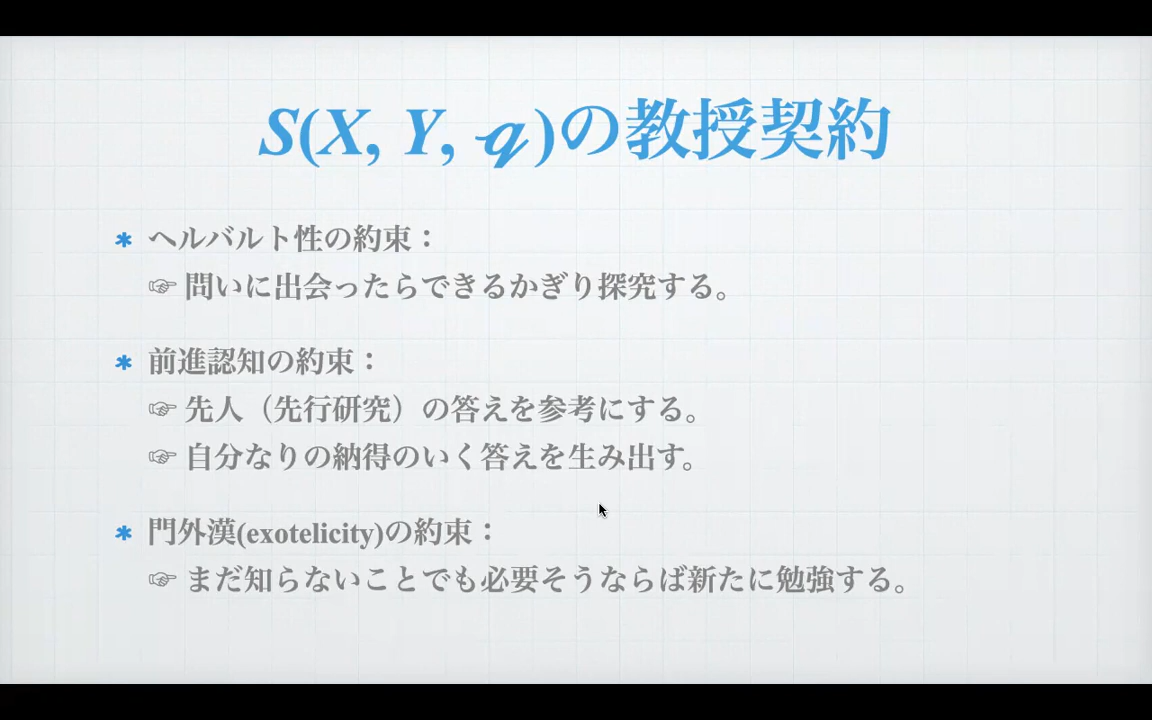 S(X, Y, 𝓆)の教授契約
* ヘルバルト性の約束：
☞ 問いに出会ったらできるかぎり探究する。
* 前進認知の約束：
☞ 先人（先行研究）の答えを参考にする。
☞ 自分なりの納得のいく答えを生み出す。
* 門外漢(exotelicity)の約束：
☞ まだ知らないことでも必要そうならば新たに勉強する。